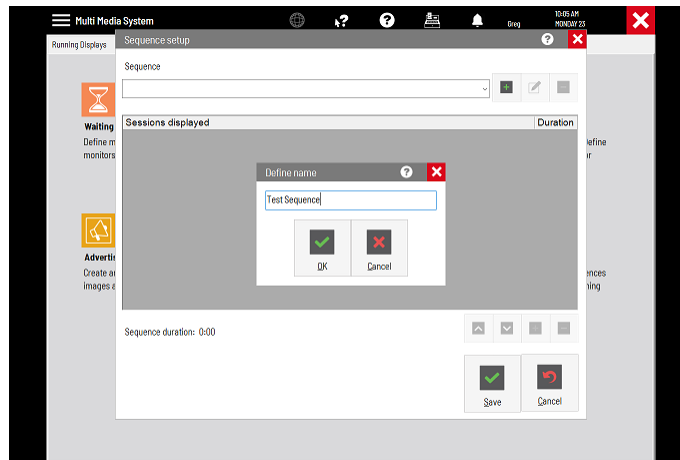 Multi Media System
?
?
Greg
10:05 AM
MONDAY 23
Running Displays
Sequence setup
?
Sequence
Sessions displayed
Duration
Waiting
Define
monitors
efine
or
Define name
?
Test Sequence
OK
Cancel
Advertis
Create a
images a
ences
ning
Sequence duration: 0:00
Save
Cancel